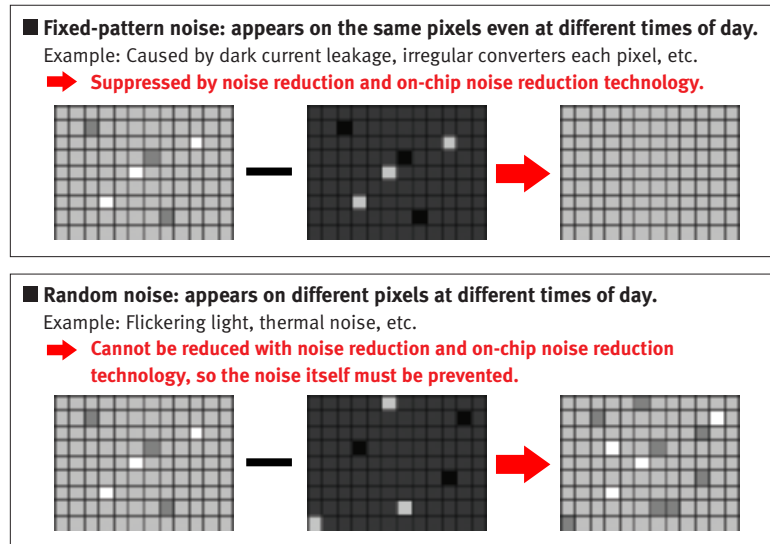 ■ Fixed-pattern noise: appears on the same pixels even at different times of day.
Example: Caused by dark current leakage, irregular converters each pixel, etc.
Suppressed by noise reduction and on-chip noise reduction technology.
■ Random noise: appears on different pixels at different times of day.
Example: Flickering light, thermal noise, etc.
Cannot be reduced with noise reduction and on-chip noise reduction
technology, so the noise itself must be prevented.